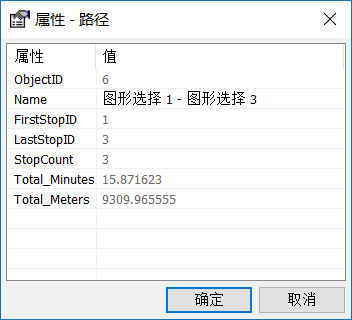 属性 - 路径
属性 值
ObjectID 6
Name 图形选择 1 - 图形选择 3
FirstStopID 1
LastStopID 3
StopCount 3
Total_Minutes 15.871623
Total_Meters 9309.965555
确定 取消